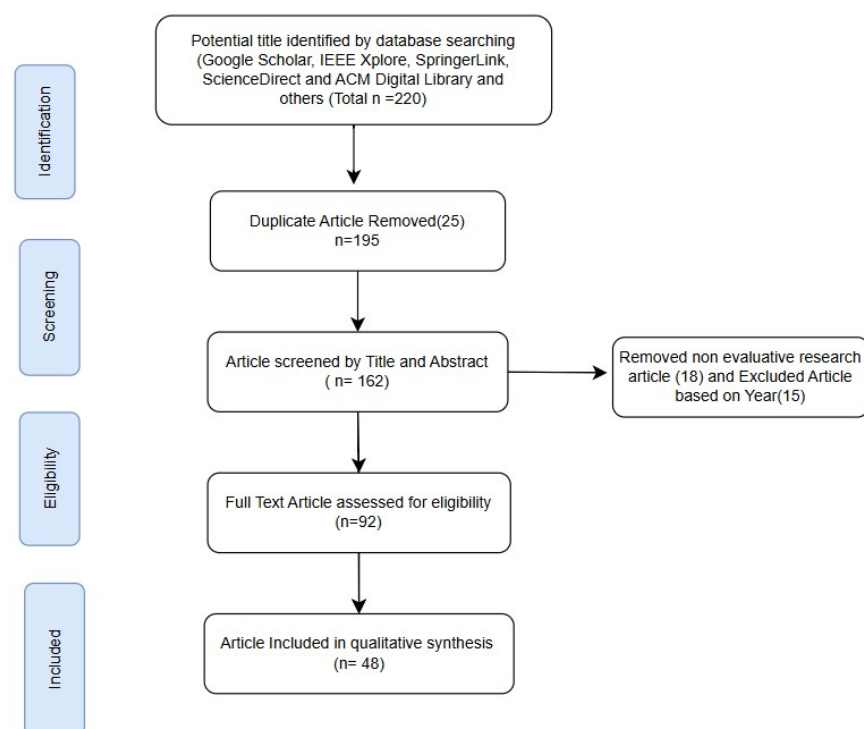 Potential title identified by database searching
(Google Scholar, IEEE Xplore, SpringerLink,
ScienceDirect and ACM Digital Library and
others (Total n =220)
Identification
Duplicate Article Removed(25)
n=195
Screening
Article screened by Title and Abstract
( n= 162)
Removed non evaluative research
article (18) and Excluded Article
based on Year(15)
Eligibility
Full Text Article assessed for eligibility
(n=92)
Included
Article Included in qualitative synthesis
(n= 48)